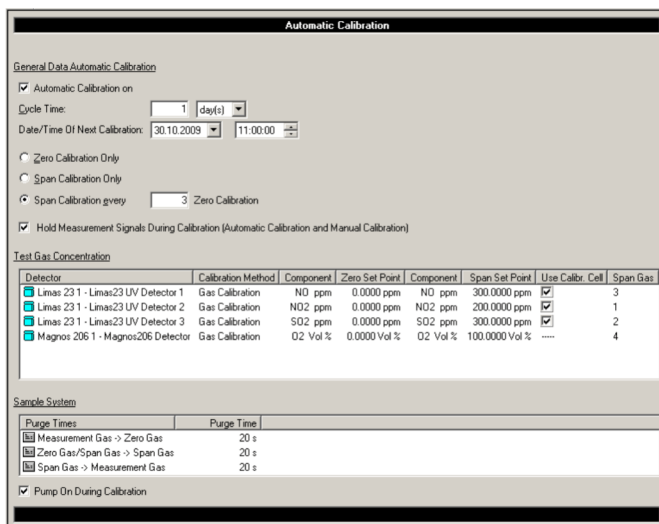 Automatic Calibration
General Data Automatic Calibration
Automatic Calibration on
Cycle Time: 1 day(s)
Date/Time Of Next Calibration: 30.10.2009 11:00:00
Zero Calibration Only
Span Calibration Only
Span Calibration every 3 Zero Calibration
Hold Measurement Signals During Calibration (Automatic Calibration and Manual Calibration)
Test Gas Concentration
Detector Calibration Method Component Zero Set Point Component Span Set Point Use Calibr. Cell Span Gas
Limas 23 1 - Limas23 UV Detector 1 Gas Calibration NO ppm 0.0000 ppm NO ppm 300.0000 ppm 3
Limas 23 1 - Limas23 UV Detector 2 Gas Calibration NO2 ppm 0.0000 ppm NO2 ppm 200.0000 ppm 1
Limas 23 1 - Limas23 UV Detector 3 Gas Calibration SO2 ppm 0.0000 ppm SO2 ppm 300.0000 ppm 2
Magnos 206 1 - Magnos206 Detector Gas Calibration O2 Vol % 0.0000 Vol % O2 Vol % 100.0000 Vol % ----- 4
Sample System
Purge Times Purge Time
Measurement Gas -> Zero Gas 20 s
Zero Gas/Span Gas -> Span Gas 20 s
Span Gas -> Measurement Gas 20 s
Pump On During Calibration